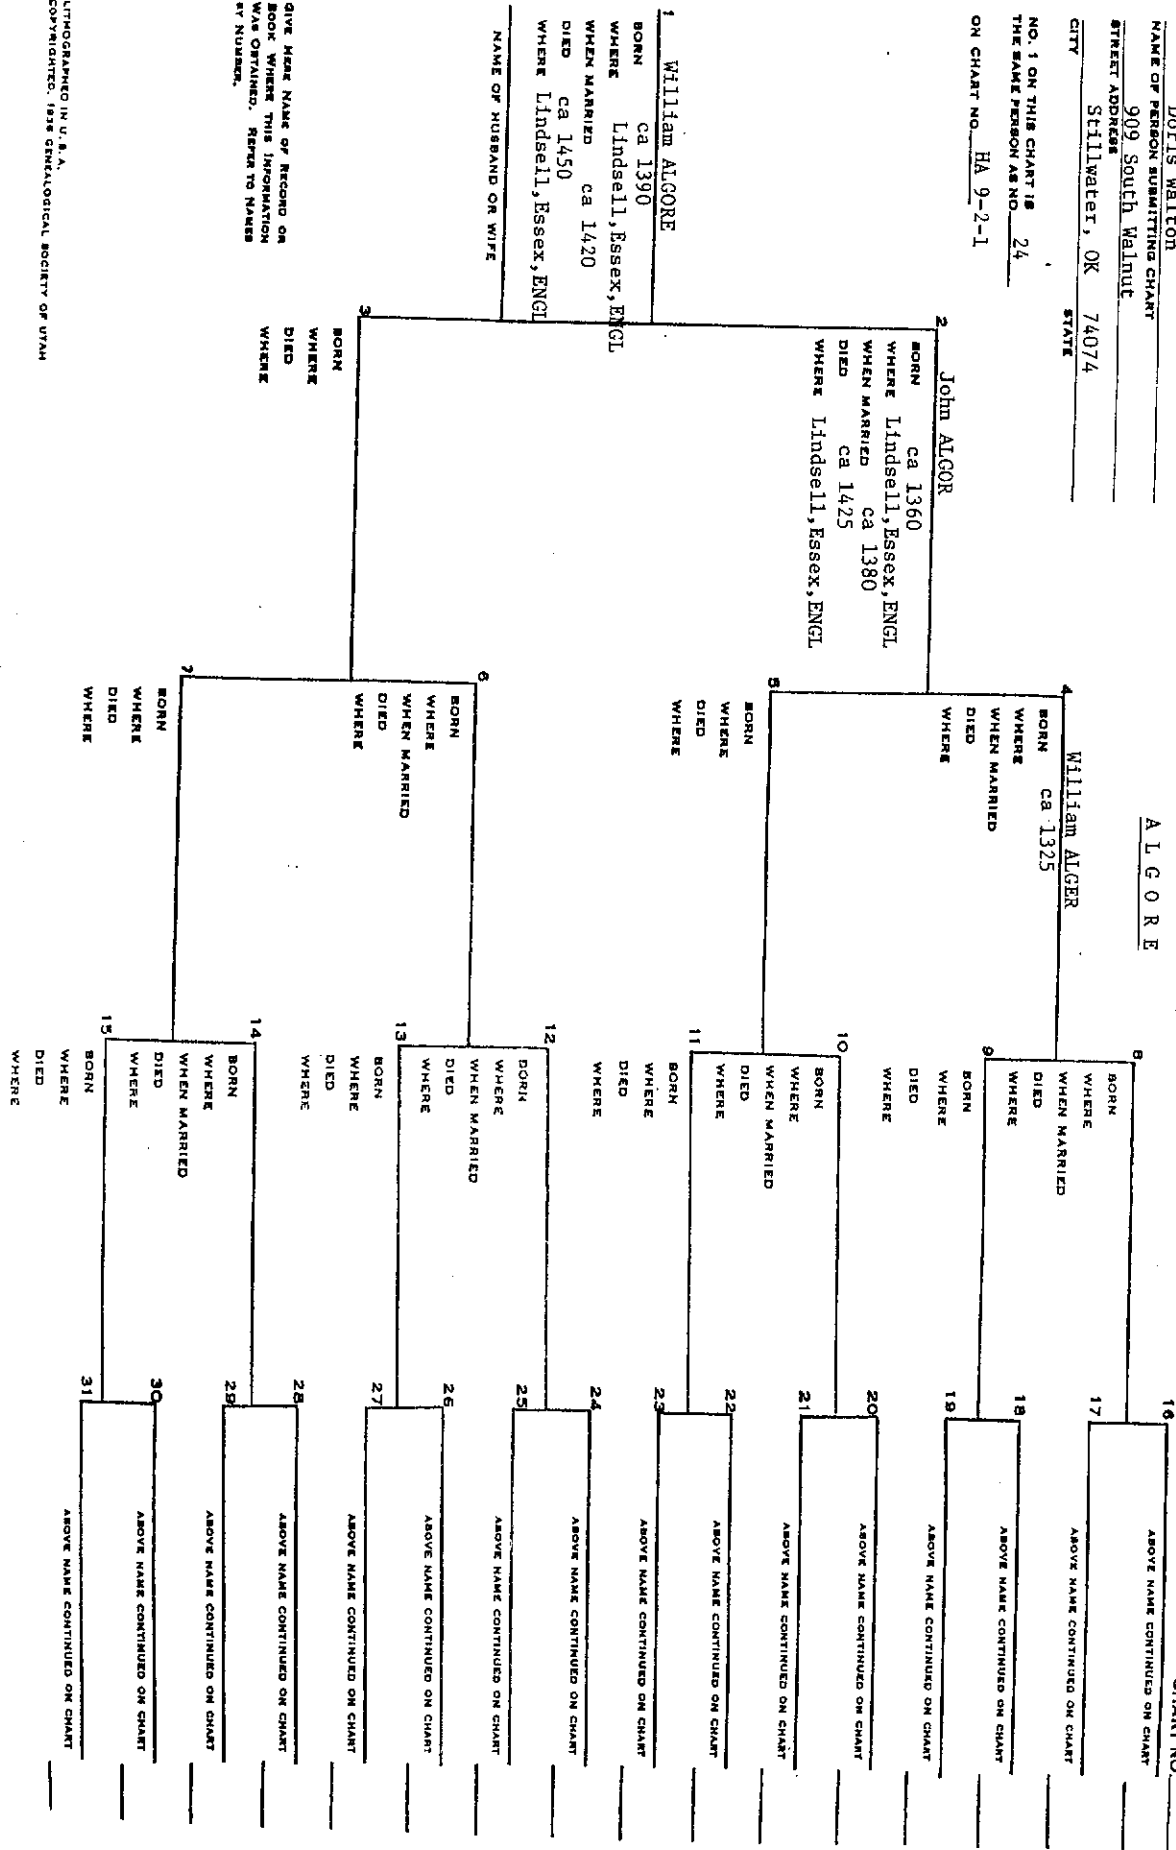 Doris Walton
NAME OF PERSON SUBMITTING CHART
909 South Walnut
STREET ADDRESS
Stillwater, OK 74074
CITY STATE
NO. 1 ON THIS CHART IS
THE SAME PERSON AS NO. 24
ON CHART NO. HA 9-2-1
A L G O R E
CHART NO.
1 William ALGORE
BORN ca 1390
WHERE Lindsell,Essex,ENGL
WHEN MARRIED ca 1420
DIED ca 1450
WHERE Lindsell,Essex,ENGL
NAME OF HUSBAND OR WIFE
2 John ALGOR
BORN ca 1360
WHERE Lindsell,Essex,ENGL
WHEN MARRIED ca 1380
DIED ca 1425
WHERE Lindsell,Essex,ENGL
3
BORN
WHERE
DIED
WHERE
4 William ALGER
BORN ca 1325
WHERE
WHEN MARRIED
DIED
WHERE
5
BORN
WHERE
DIED
WHERE
6
BORN
WHERE
WHEN MARRIED
DIED
WHERE
7
BORN
WHERE
DIED
WHERE
8
BORN
WHERE
WHEN MARRIED
DIED
WHERE
9
BORN
WHERE
DIED
WHERE
10
BORN
WHERE
WHEN MARRIED
DIED
WHERE
11
BORN
WHERE
DIED
WHERE
12
BORN
WHERE
WHEN MARRIED
DIED
WHERE
13
BORN
WHERE
DIED
WHERE
14
BORN
WHERE
WHEN MARRIED
DIED
WHERE
15
BORN
WHERE
DIED
WHERE
16
ABOVE NAME CONTINUED ON CHART
17
ABOVE NAME CONTINUED ON CHART
18
ABOVE NAME CONTINUED ON CHART
19
ABOVE NAME CONTINUED ON CHART
20
ABOVE NAME CONTINUED ON CHART
21
ABOVE NAME CONTINUED ON CHART
22
ABOVE NAME CONTINUED ON CHART
23
ABOVE NAME CONTINUED ON CHART
24
ABOVE NAME CONTINUED ON CHART
25
ABOVE NAME CONTINUED ON CHART
26
ABOVE NAME CONTINUED ON CHART
27
ABOVE NAME CONTINUED ON CHART
28
ABOVE NAME CONTINUED ON CHART
29
ABOVE NAME CONTINUED ON CHART
30
ABOVE NAME CONTINUED ON CHART
31
ABOVE NAME CONTINUED ON CHART
GIVE HERE NAME OF RECORD OR
BOOK WHERE THIS INFORMATION
WAS OBTAINED. REFER TO NAMES
BY NUMBER.
LITHOGRAPHED IN U. S. A.
COPYRIGHTED, 1936 GENEALOGICAL SOCIETY OF UTAH